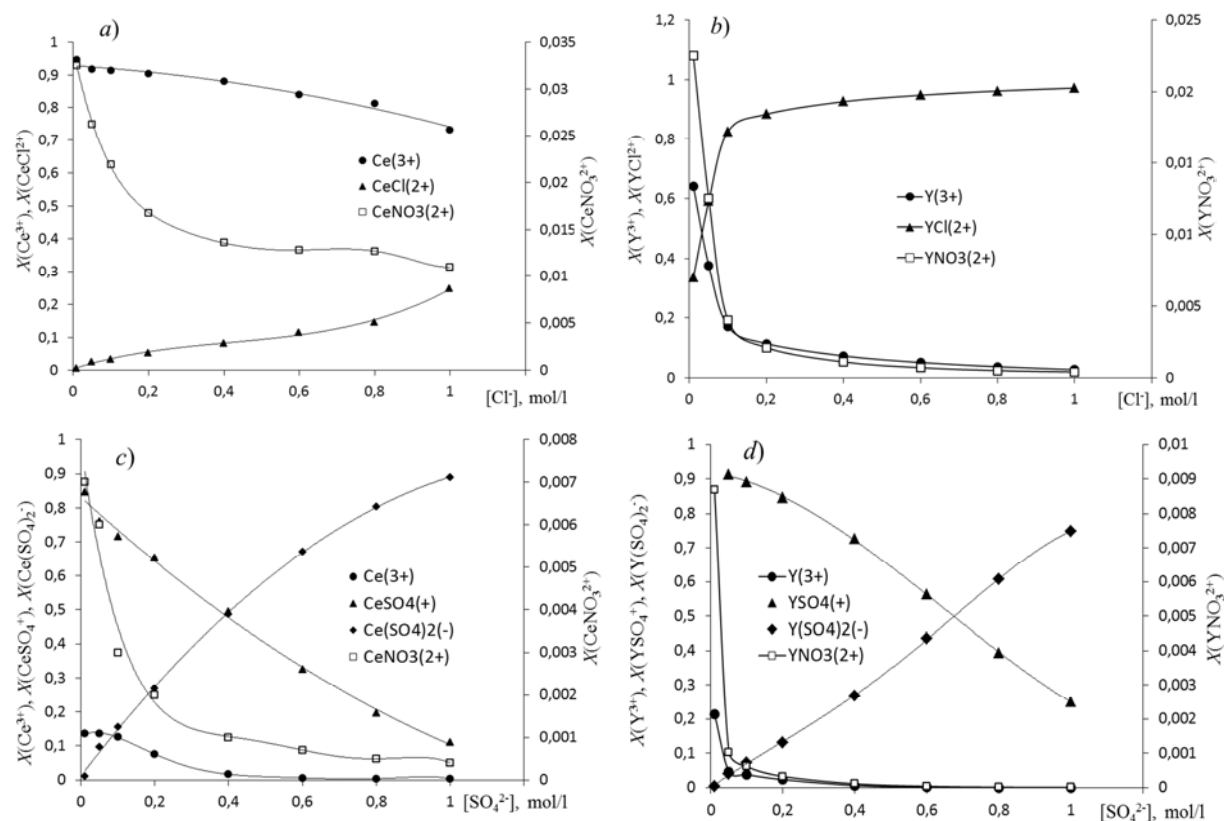 a)
X(Ce³⁺), X(CeCl²⁺)
1
0,9
0,8
0,7
0,6
0,5
0,4
0,3
0,2
0,1
0
0 0,2 0,4 0,6 0,8 1
[Cl⁻], mol/l
0,035
0,03
0,025
0,02
0,015
0,01
0,005
0
X(CeNO₃²⁺)
Ce(3+)
CeCl(2+)
CeNO3(2+)
b)
X(Y³⁺), X(YCl²⁺)
1,2
1
0,8
0,6
0,4
0,2
0
0 0,2 0,4 0,6 0,8 1
[Cl⁻], mol/l
0,025
0,02
0,015
0,01
0,005
0
X(YNO₃²⁺)
Y(3+)
YCl(2+)
YNO3(2+)
c)
X(Ce³⁺), X(CeSO₄⁺), X(Ce(SO₄)₂⁻)
1
0,9
0,8
0,7
0,6
0,5
0,4
0,3
0,2
0,1
0
0 0,2 0,4 0,6 0,8 1
[SO₄²⁻], mol/l
0,008
0,007
0,006
0,005
0,004
0,003
0,002
0,001
0
X(CeNO₃²⁺)
Ce(3+)
CeSO4(+)
Ce(SO4)2(-)
CeNO3(2+)
d)
X(Y³⁺), X(YSO₄⁺), X(Y(SO₄)₂⁻)
1
0,9
0,8
0,7
0,6
0,5
0,4
0,3
0,2
0,1
0
0 0,2 0,4 0,6 0,8 1
[SO₄²⁻], mol/l
0,01
0,009
0,008
0,007
0,006
0,005
0,004
0,003
0,002
0,001
0
X(YNO₃²⁺)
Y(3+)
YSO4(+)
Y(SO4)2(-)
YNO3(2+)